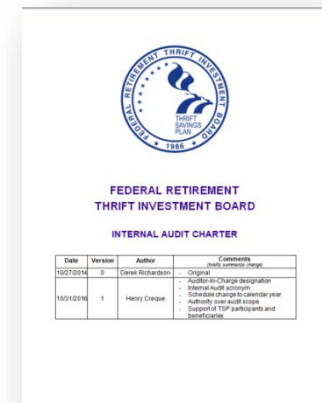 FEDERAL RETIREMENT THRIFT INVESTMENT BOARD
THRIFT
SAVINGS
PLAN
1986
FEDERAL RETIREMENT
THRIFT INVESTMENT BOARD
INTERNAL AUDIT CHARTER
Date Version Author Comments
(briefly summarize change)
10/27/2014 0 Derek Richardson - Original
- Auditor-In-Charge designation
- Internal Audit acronym
10/31/2016 1 Henry Creque - Schedule change to calendar year
- Authority over audit scope
- Support of TSP participants and
beneficiaries